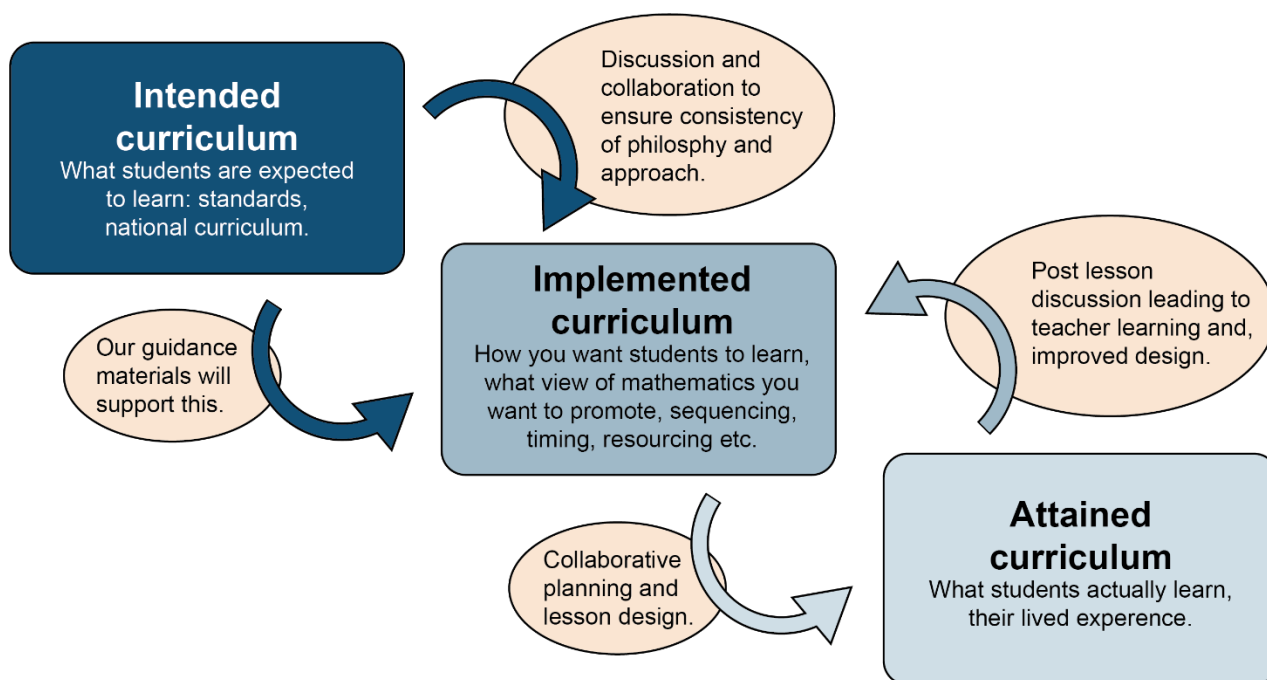 Intended
curriculum
What students are expected
to learn: standards,
national curriculum.
Discussion and
collaboration to
ensure consistency
of philosphy and
approach.
Our guidance
materials will
support this.
Implemented
curriculum
How you want students to learn,
what view of mathematics you
want to promote, sequencing,
timing, resourcing etc.
Post lesson
discussion leading to
teacher learning and,
improved design.
Collaborative
planning and
lesson design.
Attained
curriculum
What students actually learn,
their lived experence.